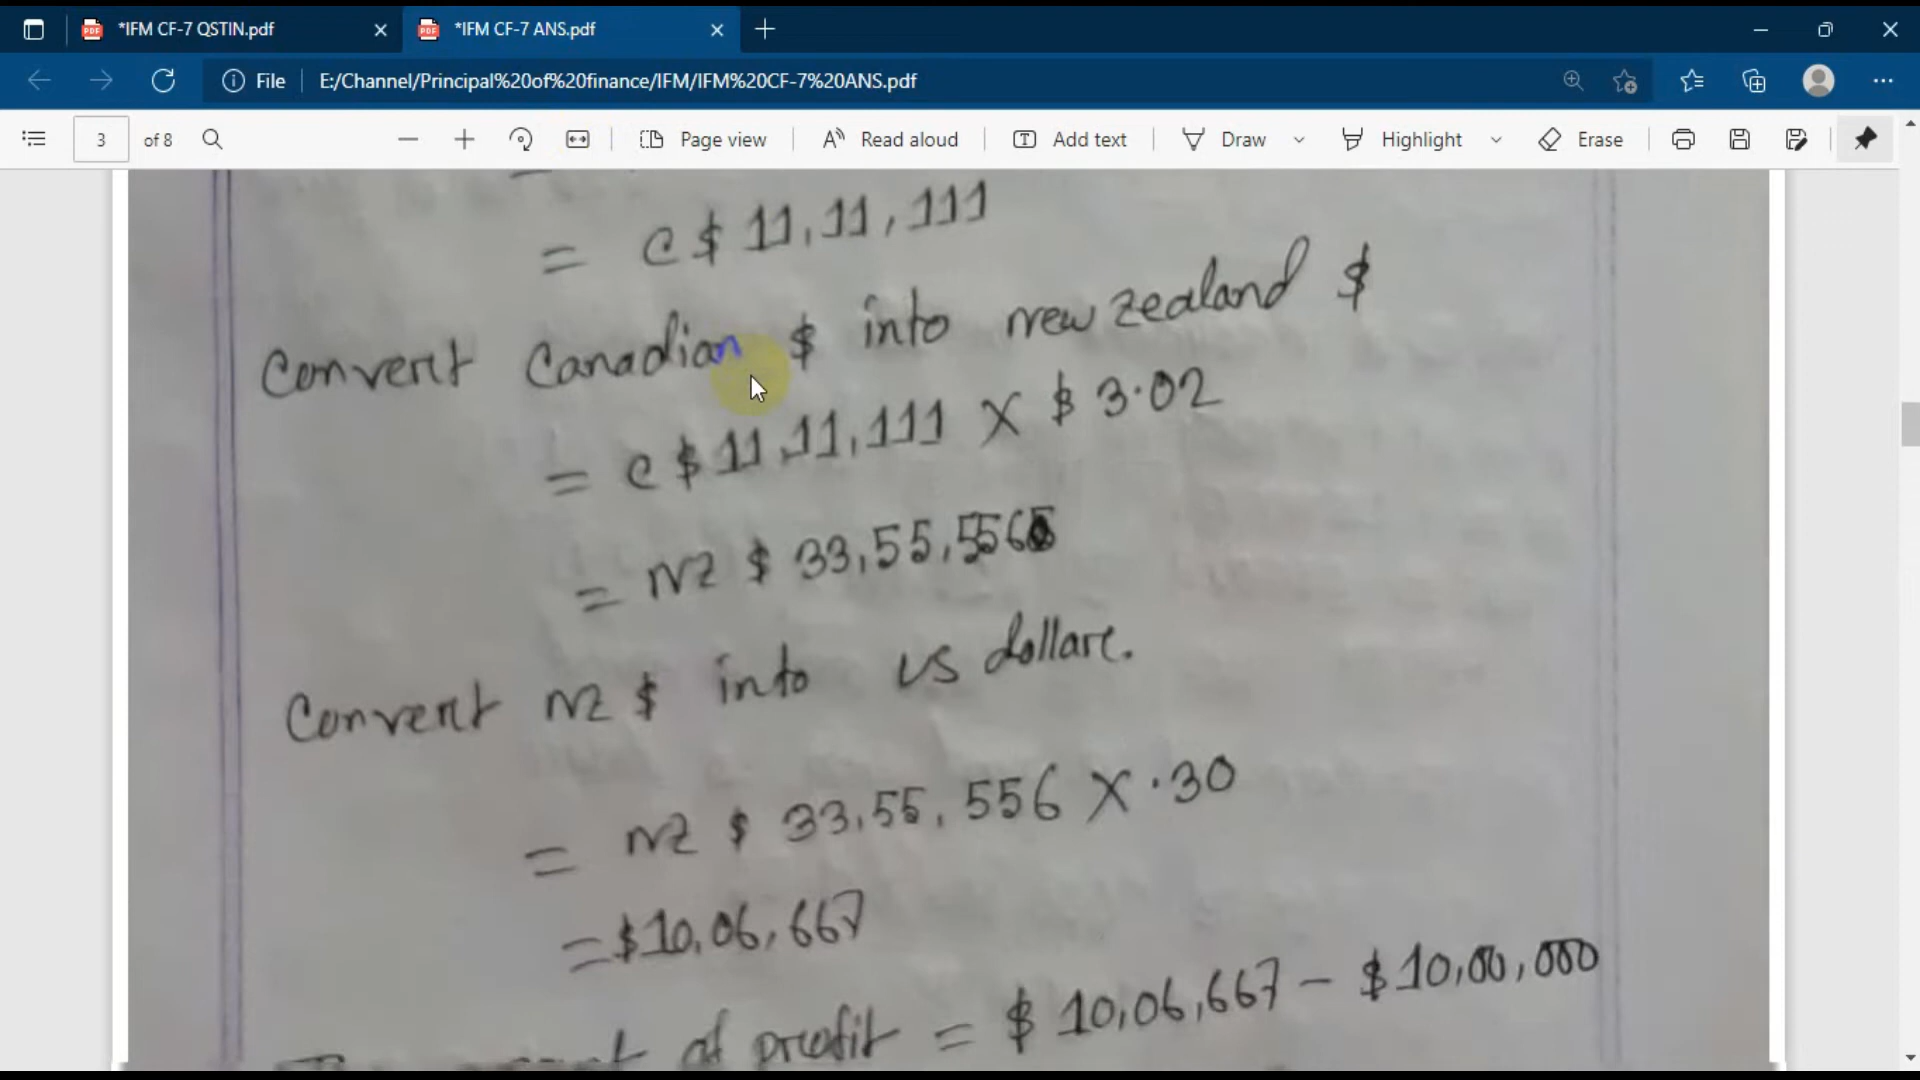 *IFM CF-7 QSTIN.pdf
*IFM CF-7 ANS.pdf
File
E:/Channel/Principal%20of%20finance/IFM/IFM%20CF-7%20ANS.pdf
3 of 8
Page view
Read aloud
Add text
Draw
Highlight
Erase
= C$ 11,11,111
Convert Canadian $ into new zealand $
= C$ 11,11,111 X $ 3.02
= NZ $ 33,55,556
Convert NZ $ into US dollar.
= NZ $ 33,55,556 X .30
= $10,06,667
of profit = $ 10,06,667 - $10,00,000